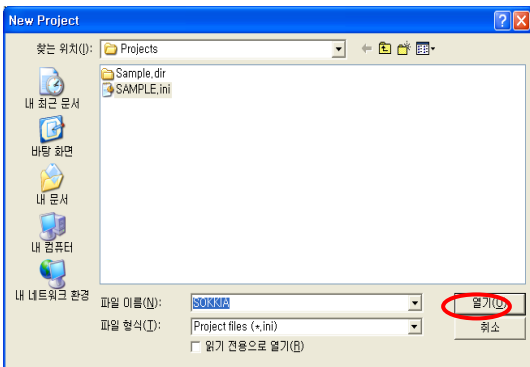 New Project
찾는 위치(I):
Projects
Sample.dir
SAMPLE.ini
내 최근 문서
바탕 화면
내 문서
내 컴퓨터
내 네트워크 환경
파일 이름(N):
SOKKIA
열기(O)
파일 형식(T):
Project files (*.ini)
취소
읽기 전용으로 열기(R)